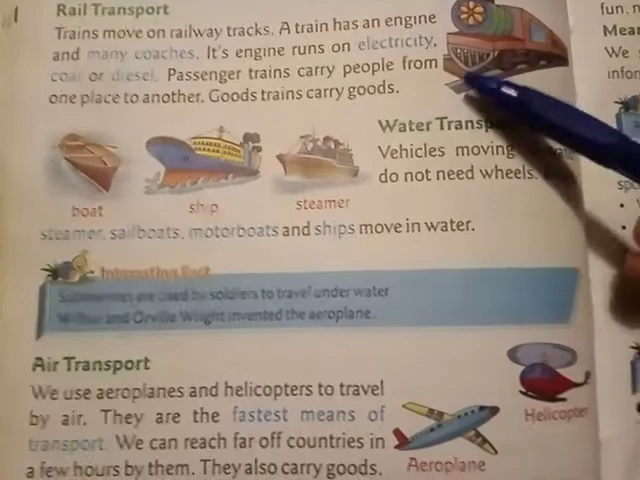 Rail Transport
Trains move on railway tracks. A train has an engine
and many coaches. It's engine runs on electricity,
coal or diesel. Passenger trains carry people from
one place to another. Goods trains carry goods.
Water
Vehicles moving
do not need wheels.
boat
ship
steamer
steamer, sailboats, motorboats and ships move in water.
Interesting Fact
Submarines are used by soldiers to travel under water
Wilbur and Orville Wright invented the aeroplane.
Air Transport
We use aeroplanes and helicopters to travel
by air. They are the fastest means of
transport. We can reach far off countries in
a few hours by them. They also carry goods.
Helicopter
Aeroplane
fun, n
Mear
We
infor